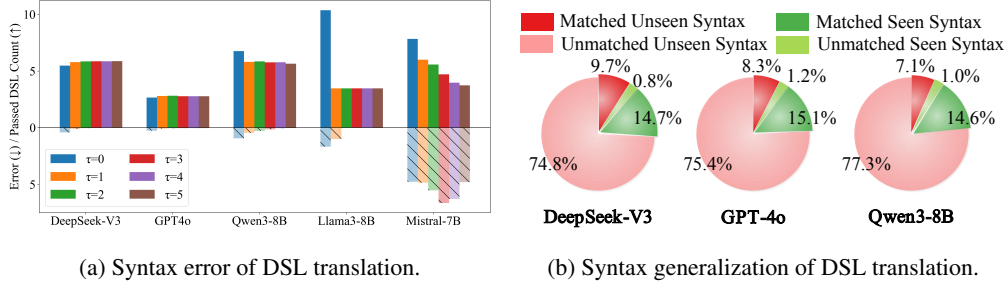 10
5
0
5
Error (↓) / Passed DSL Count (↑)
τ=0 τ=3
τ=1 τ=4
τ=2 τ=5
DeepSeek-V3 GPT4o Qwen3-8B Llama3-8B Mistral-7B
(a) Syntax error of DSL translation.
Matched Unseen Syntax Matched Seen Syntax
Unmatched Unseen Syntax Unmatched Seen Syntax
9.7% 8.3% 7.1%
0.8% 1.2% 1.0%
14.7% 15.1% 14.6%
74.8% 75.4% 77.3%
DeepSeek-V3 GPT-4o Qwen3-8B
(b) Syntax generalization of DSL translation.